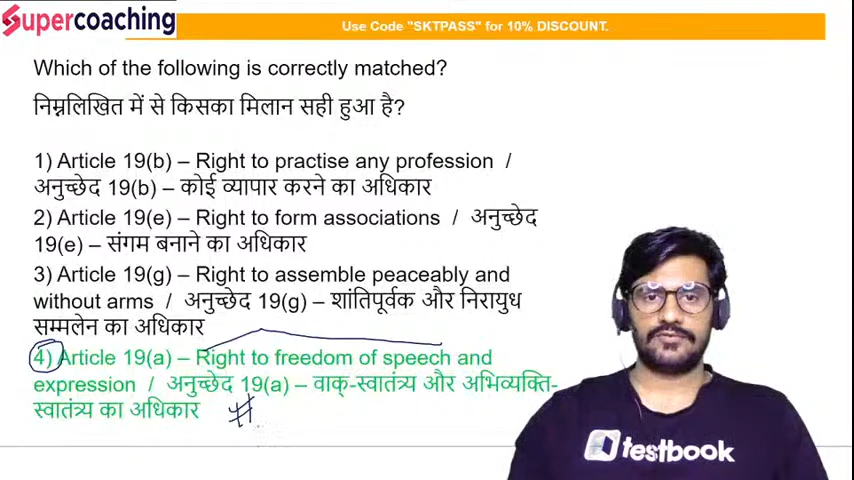 Supercoaching
Use Code "SKTPASS" for 10% DISCOUNT.
Which of the following is correctly matched?
निम्नलिखित में से किसका मिलान सही हुआ है?
1) Article 19(b) – Right to practise any profession /
अनुच्छेद 19(b) – कोई व्यापार करने का अधिकार
2) Article 19(e) – Right to form associations / अनुच्छेद
19(e) – संगम बनाने का अधिकार
3) Article 19(g) – Right to assemble peaceably and
without arms / अनुच्छेद 19(g) – शांतिपूर्वक और निरायुध
सम्मलेन का अधिकार
4) Article 19(a) – Right to freedom of speech and
expression / अनुच्छेद 19(a) – वाक्-स्वातंत्र्य और अभिव्यक्ति-
स्वातंत्र्य का अधिकार
#
testbook